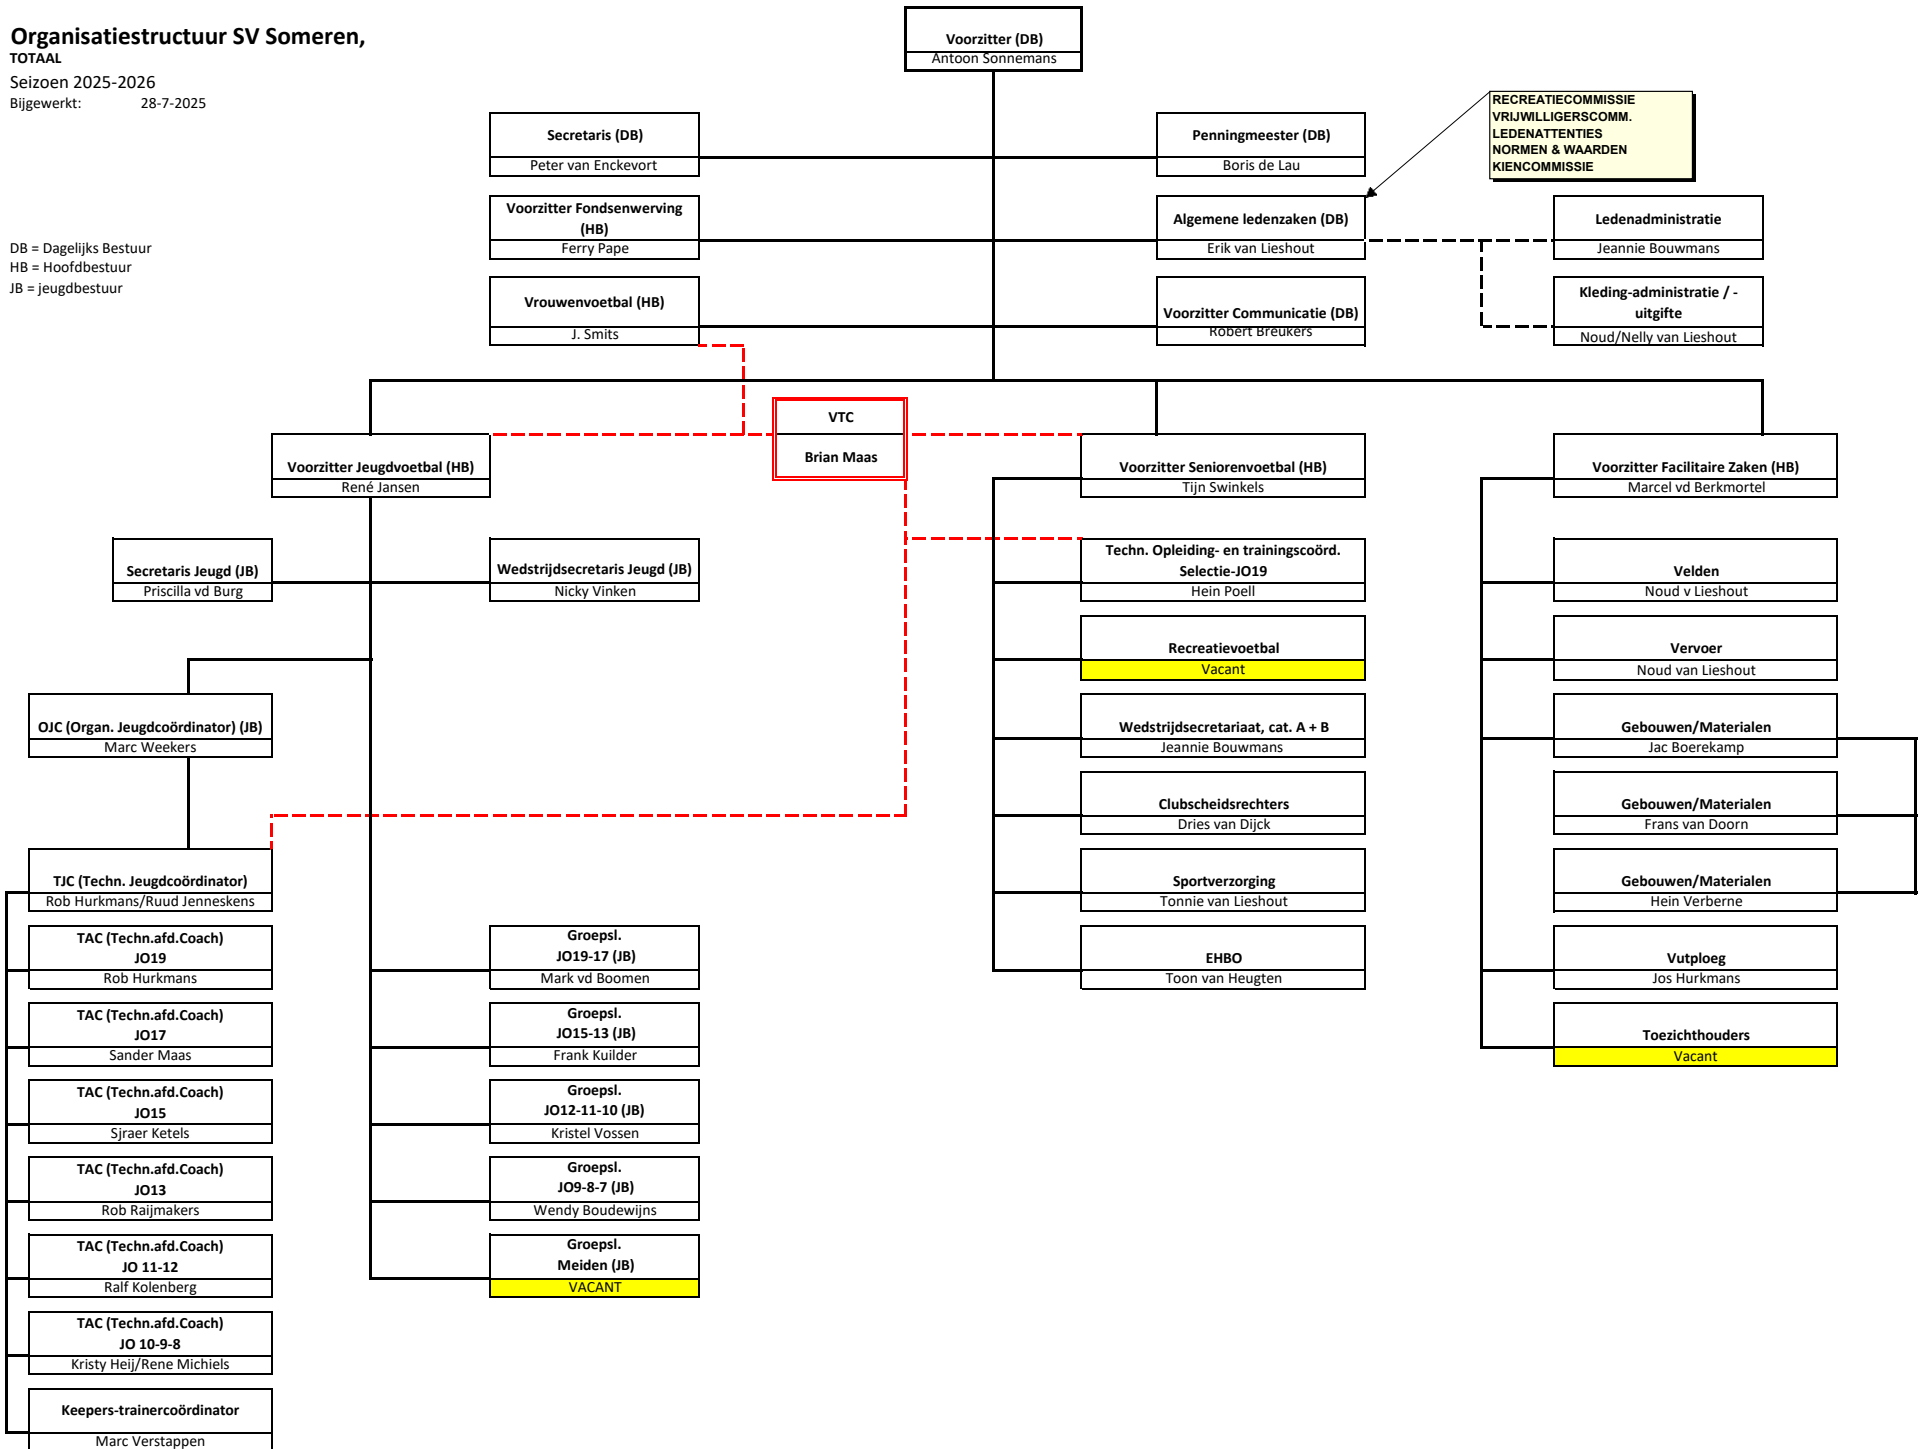 Organisatiestructuur SV Someren,
TOTAAL
Seizoen 2025-2026
Bijgewerkt: 28-7-2025
Voorzitter (DB)
Antoon Sonnemans
RECREATIECOMMISSIE
VRIJWILLIGERSCOMM.
LEDENATTENTIES
NORMEN & WAARDEN
KIENCOMMISSIE
Secretaris (DB)
Peter van Enckevort
Penningmeester (DB)
Boris de Lau
Voorzitter Fondsenwerving
(HB)
Ferry Pape
Algemene ledenzaken (DB)
Erik van Lieshout
Ledenadministratie
Jeannie Bouwmans
DB = Dagelijks Bestuur
HB = Hoofdbestuur
JB = jeugdbestuur
Vrouwenvoetbal (HB)
J. Smits
Voorzitter Communicatie (DB)
Robert Breukers
Kleding-administratie / -
uitgifte
Noud/Nelly van Lieshout
VTC
Brian Maas
Voorzitter Jeugdvoetbal (HB)
René Jansen
Voorzitter Seniorenvoetbal (HB)
Tijn Swinkels
Voorzitter Facilitaire Zaken (HB)
Marcel vd Berkmortel
Secretaris Jeugd (JB)
Priscilla vd Burg
Wedstrijdsecretaris Jeugd (JB)
Nicky Vinken
Techn. Opleiding- en trainingscoörd.
Selectie-JO19
Hein Poell
Velden
Noud v Lieshout
Recreatievoetbal
Vacant
Vervoer
Noud van Lieshout
OJC (Organ. Jeugdcoördinator) (JB)
Marc Weekers
Wedstrijdsecretariaat, cat. A + B
Jeannie Bouwmans
Gebouwen/Materialen
Jac Boerekamp
Clubscheidsrechters
Dries van Dijck
Gebouwen/Materialen
Frans van Doorn
TJC (Techn. Jeugdcoördinator)
Rob Hurkmans/Ruud Jenneskens
Sportverzorging
Tonnie van Lieshout
Gebouwen/Materialen
Hein Verberne
TAC (Techn.afd.Coach)
JO19
Rob Hurkmans
Groepsl.
JO19-17 (JB)
Mark vd Boomen
EHBO
Toon van Heugten
Vutploeg
Jos Hurkmans
TAC (Techn.afd.Coach)
JO17
Sander Maas
Groepsl.
JO15-13 (JB)
Frank Kuilder
Toezichthouders
Vacant
TAC (Techn.afd.Coach)
JO15
Sjraer Ketels
Groepsl.
JO12-11-10 (JB)
Kristel Vossen
TAC (Techn.afd.Coach)
JO13
Rob Raijmakers
Groepsl.
JO9-8-7 (JB)
Wendy Boudewijns
TAC (Techn.afd.Coach)
JO 11-12
Ralf Kolenberg
Groepsl.
Meiden (JB)
VACANT
TAC (Techn.afd.Coach)
JO 10-9-8
Kristy Heij/Rene Michiels
Keepers-trainercoördinator
Marc Verstappen